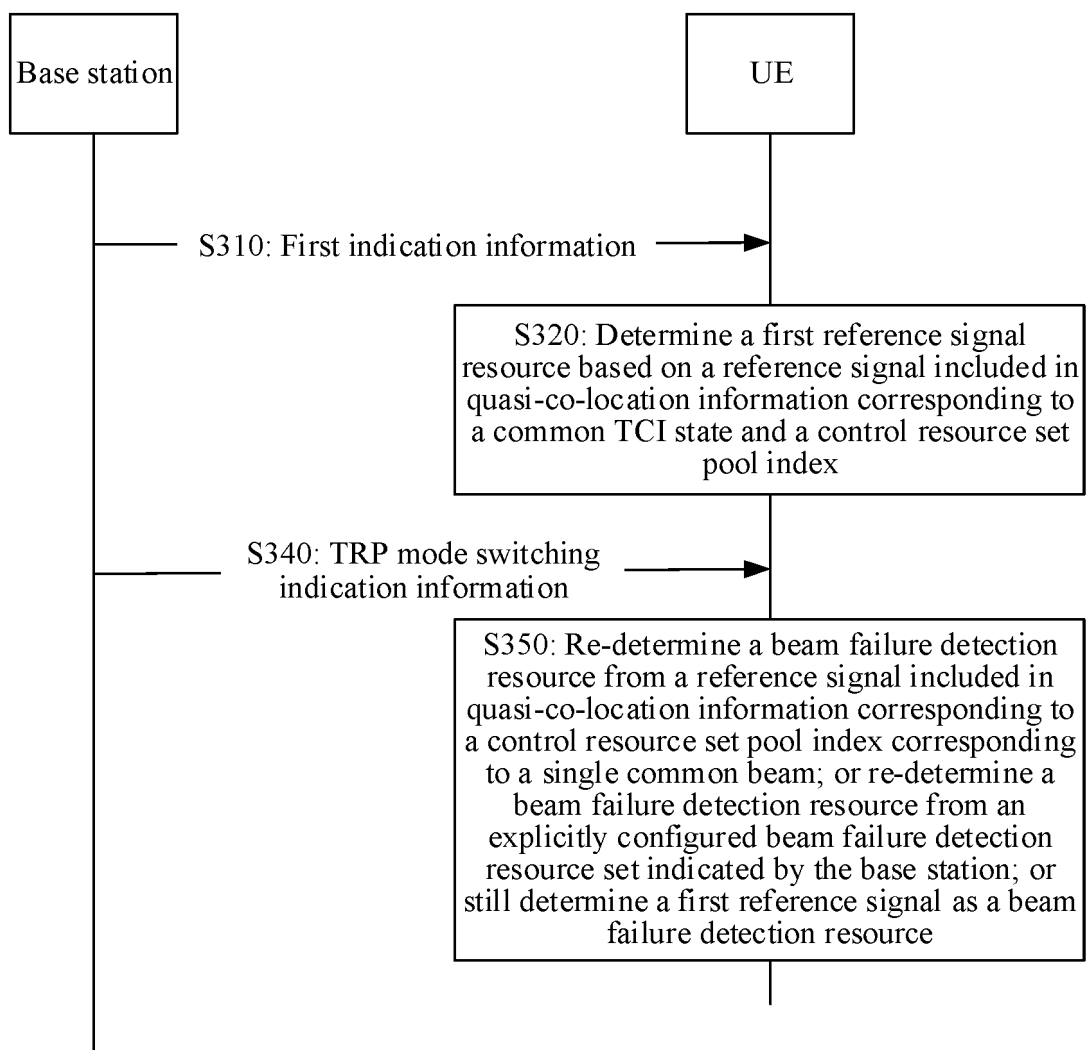 Base station
UE
S310: First indication information
S320: Determine a first reference signal
resource based on a reference signal included in
quasi-co-location information corresponding to
a common TCI state and a control resource set
pool index
S340: TRP mode switching
indication information
S350: Re-determine a beam failure detection
resource from a reference signal included in
quasi-co-location information corresponding to
a control resource set pool index corresponding
to a single common beam; or re-determine a
beam failure detection resource from an
explicitly configured beam failure detection
resource set indicated by the base station; or
still determine a first reference signal as a beam
failure detection resource